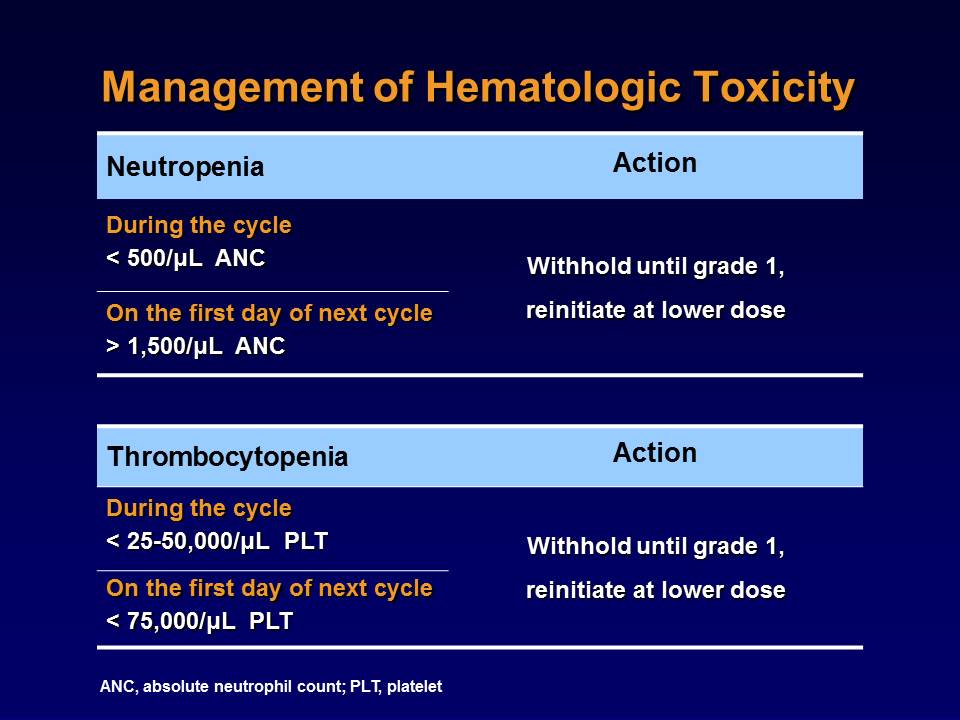 Management of Hematologic Toxicity
Neutropenia
Action
During the cycle
< 500/μL ANC
On the first day of next cycle
> 1,500/μL ANC
Withhold until grade 1,
reinitiate at lower dose
Thrombocytopenia
Action
During the cycle
< 25-50,000/μL PLT
On the first day of next cycle
< 75,000/μL PLT
Withhold until grade 1,
reinitiate at lower dose
ANC, absolute neutrophil count; PLT, platelet